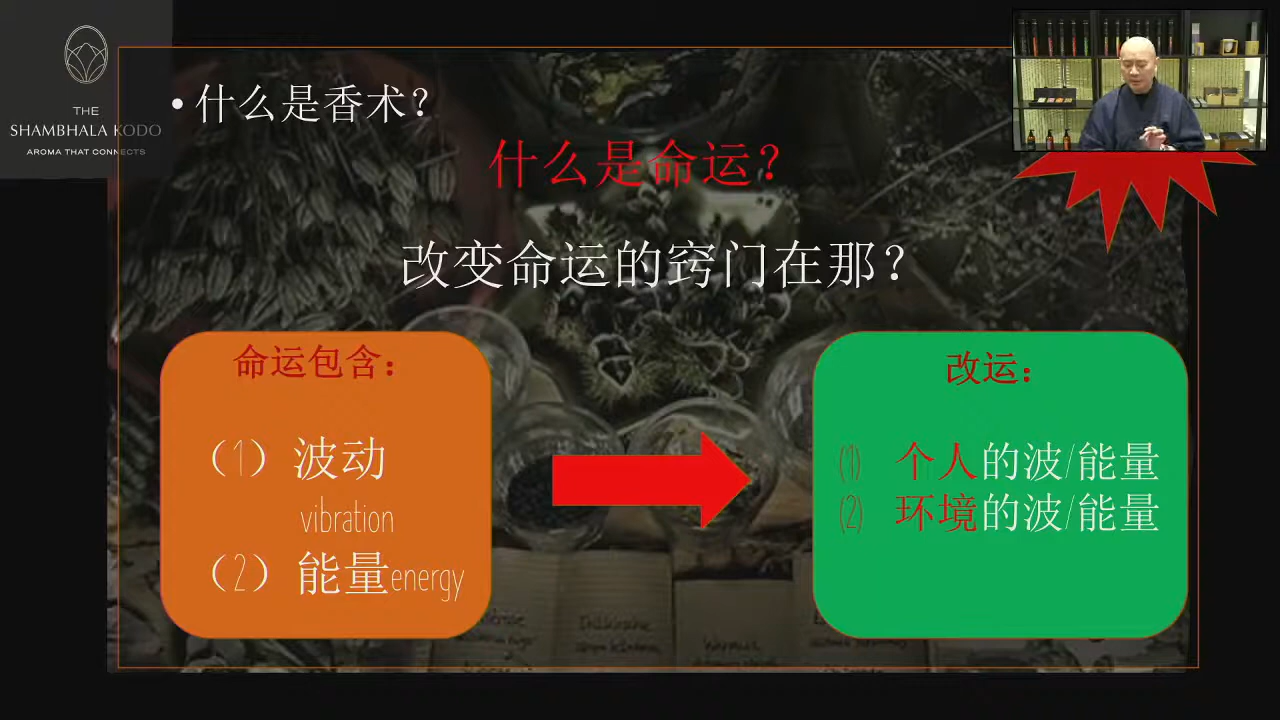 THE
SHAMBHALA KODO
AROMA THAT CONNECTS
• 什么是香术?
什么是命运?
改变命运的窍门在那?
命运包含:
(1) 波动
vibration
(2) 能量energy
改运:
(1) 个人的波/能量
(2) 环境的波/能量